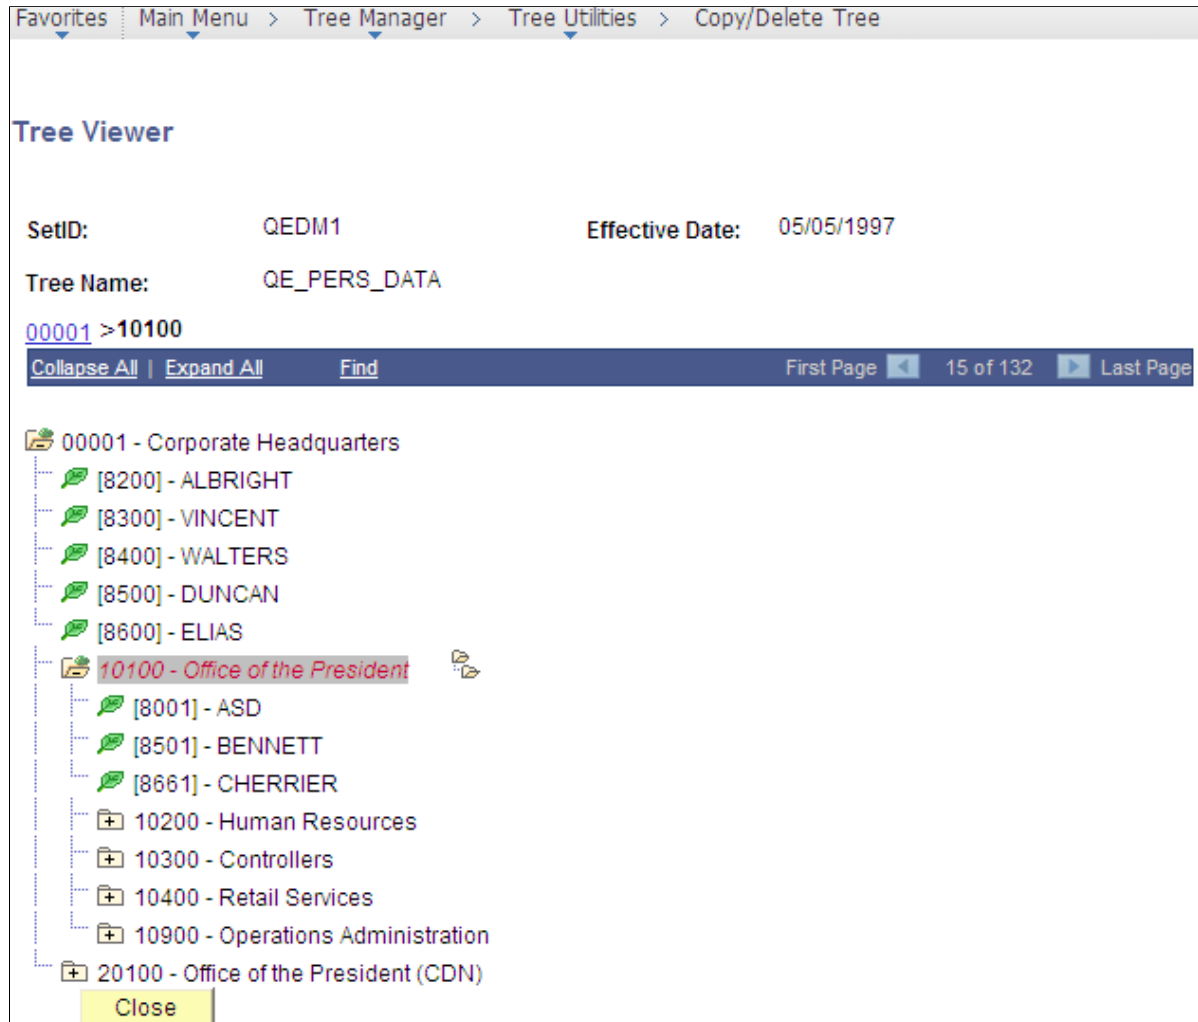 Favorites Main Menu > Tree Manager > Tree Utilities > Copy/Delete Tree
Tree Viewer
SetID: QEDM1 Effective Date: 05/05/1997
Tree Name: QE_PERS_DATA
00001 >10100
Collapse All | Expand All Find First Page 15 of 132 Last Page
00001 - Corporate Headquarters
[8200] - ALBRIGHT
[8300] - VINCENT
[8400] - WALTERS
[8500] - DUNCAN
[8600] - ELIAS
10100 - Office of the President
[8001] - ASD
[8501] - BENNETT
[8661] - CHERRIER
10200 - Human Resources
10300 - Controllers
10400 - Retail Services
10900 - Operations Administration
20100 - Office of the President (CDN)
Close